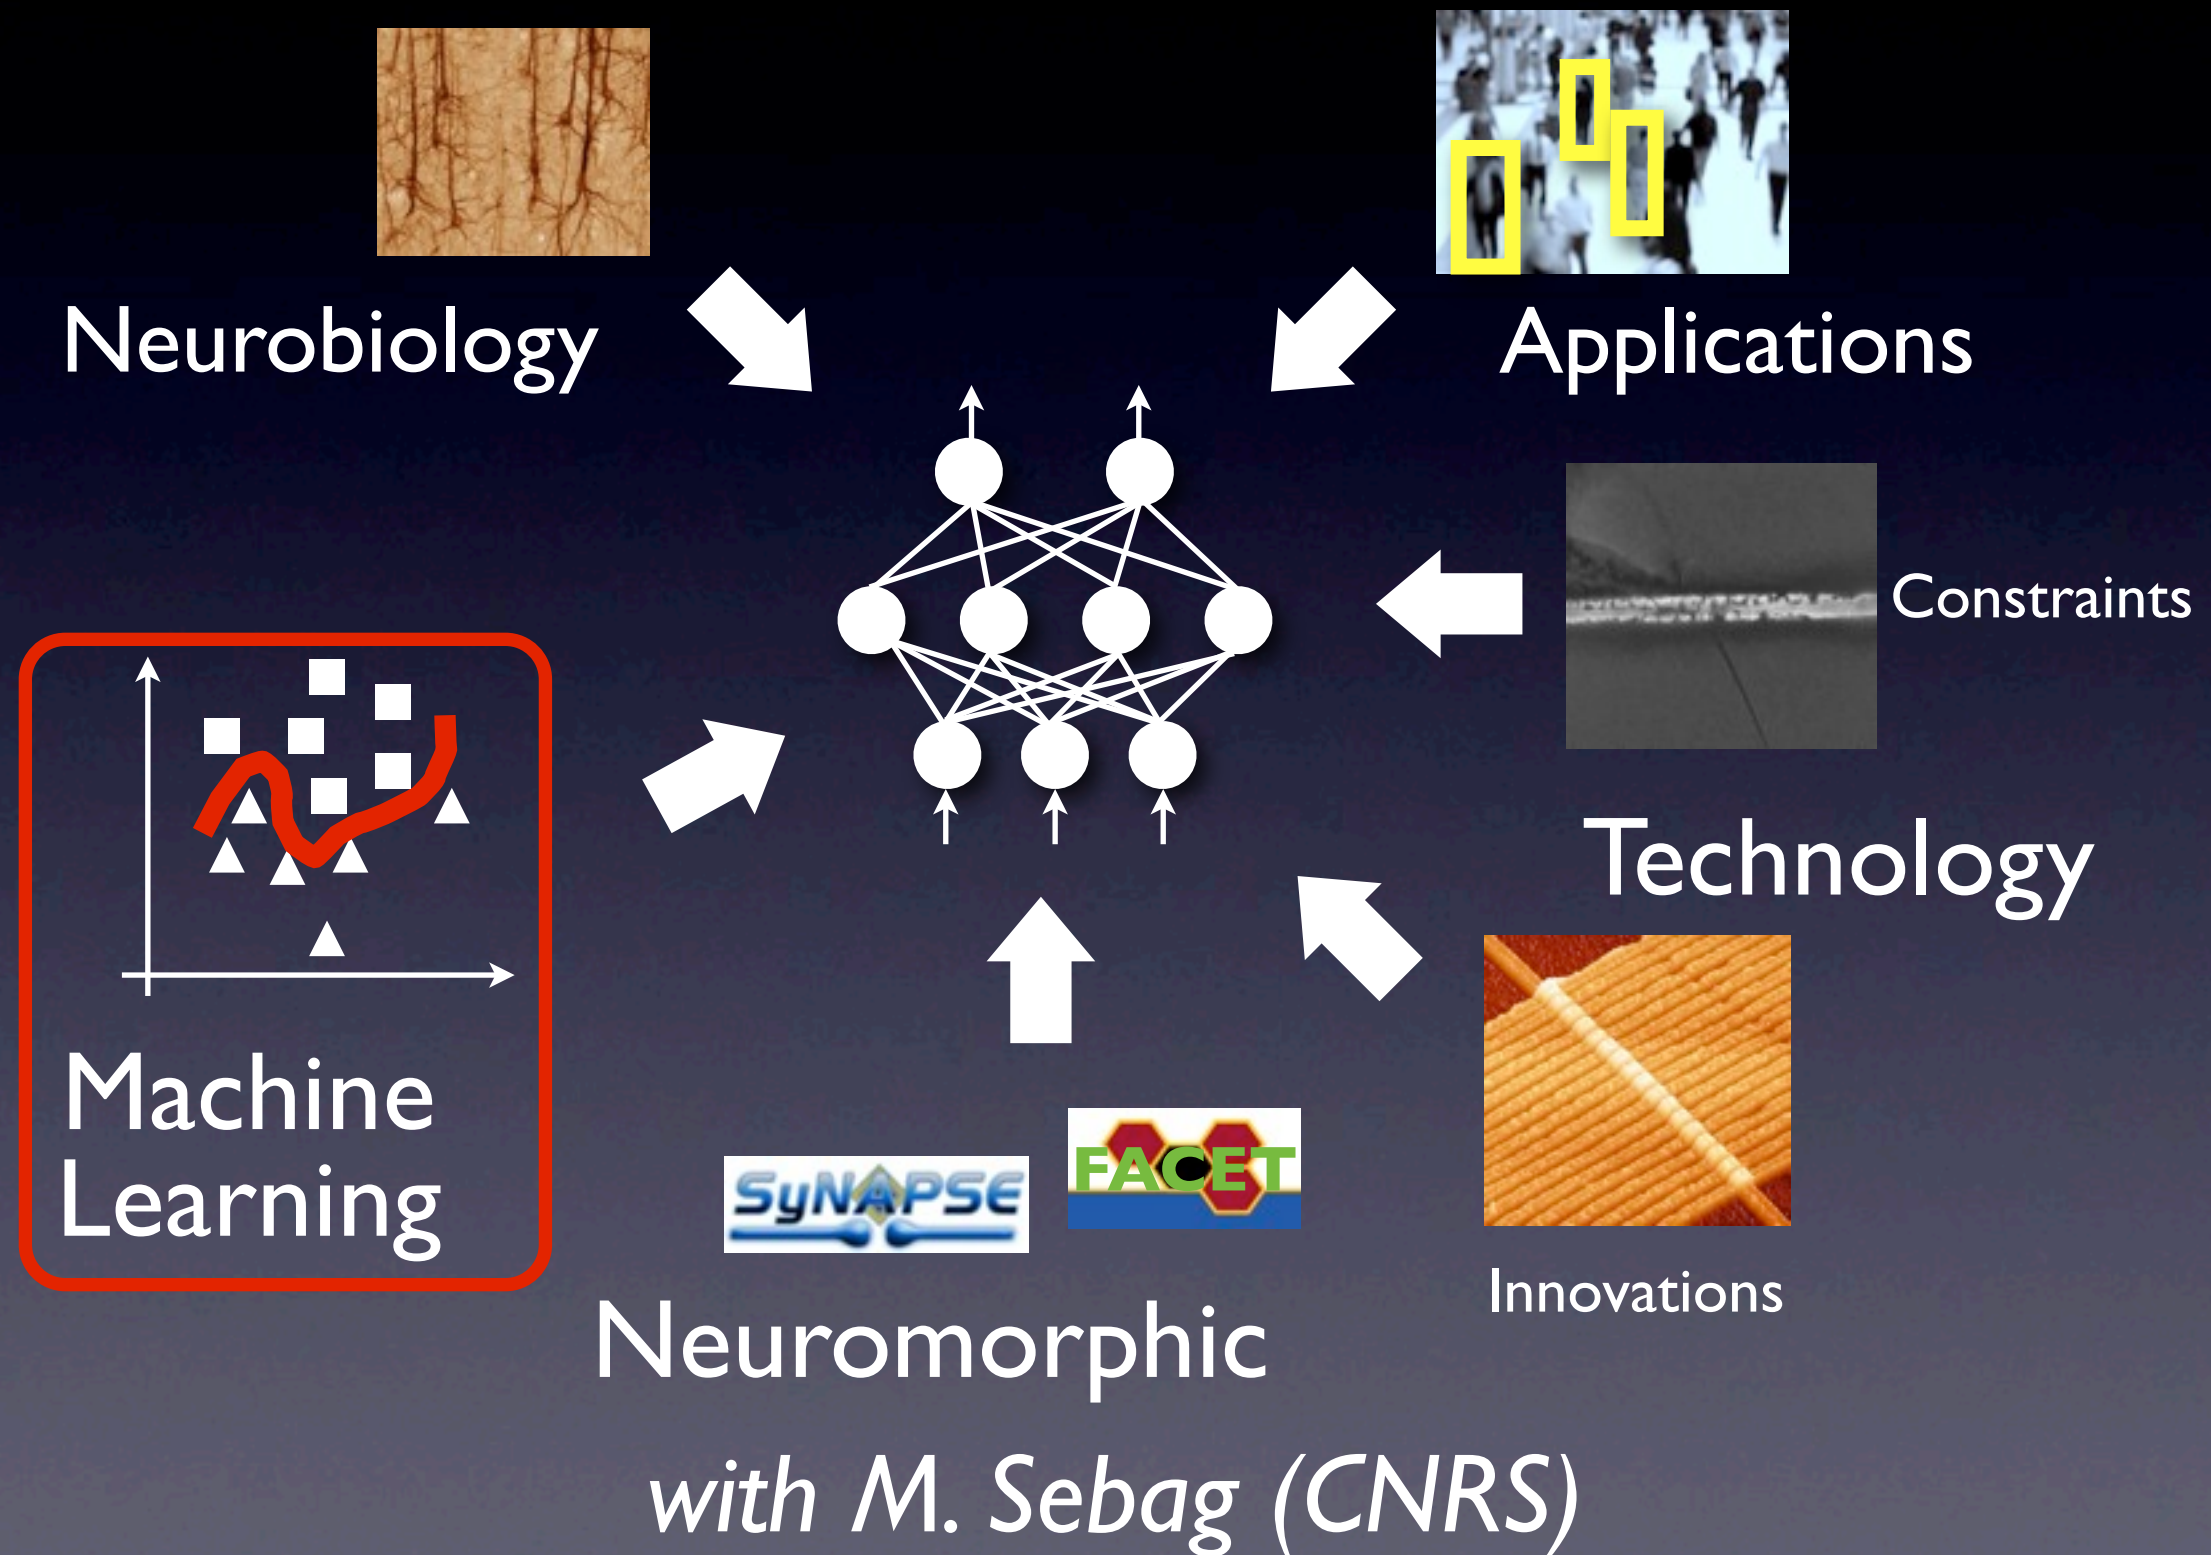 Neurobiology
Applications
Constraints
Technology
Machine
Learning
SyNAPSE
FACET
Innovations
Neuromorphic
with M. Sebag (CNRS)